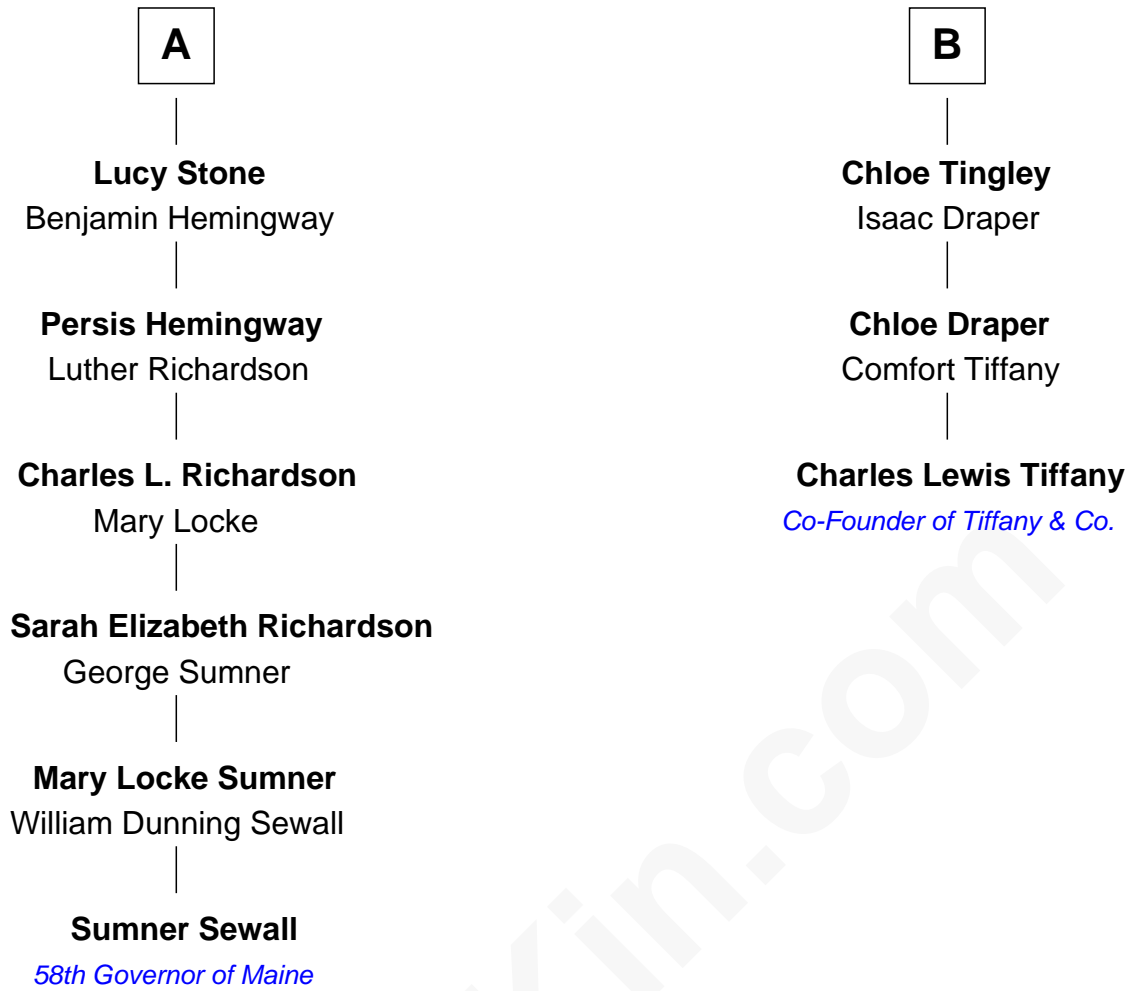 A
Lucy Stone
Benjamin Hemingway
Persis Hemingway
Luther Richardson
Charles L. Richardson
Mary Locke
Sarah Elizabeth Richardson
George Sumner
Mary Locke Sumner
William Dunning Sewall
Sumner Sewall
58th Governor of Maine
B
Chloe Tingley
Isaac Draper
Chloe Draper
Comfort Tiffany
Charles Lewis Tiffany
Co-Founder of Tiffany & Co.